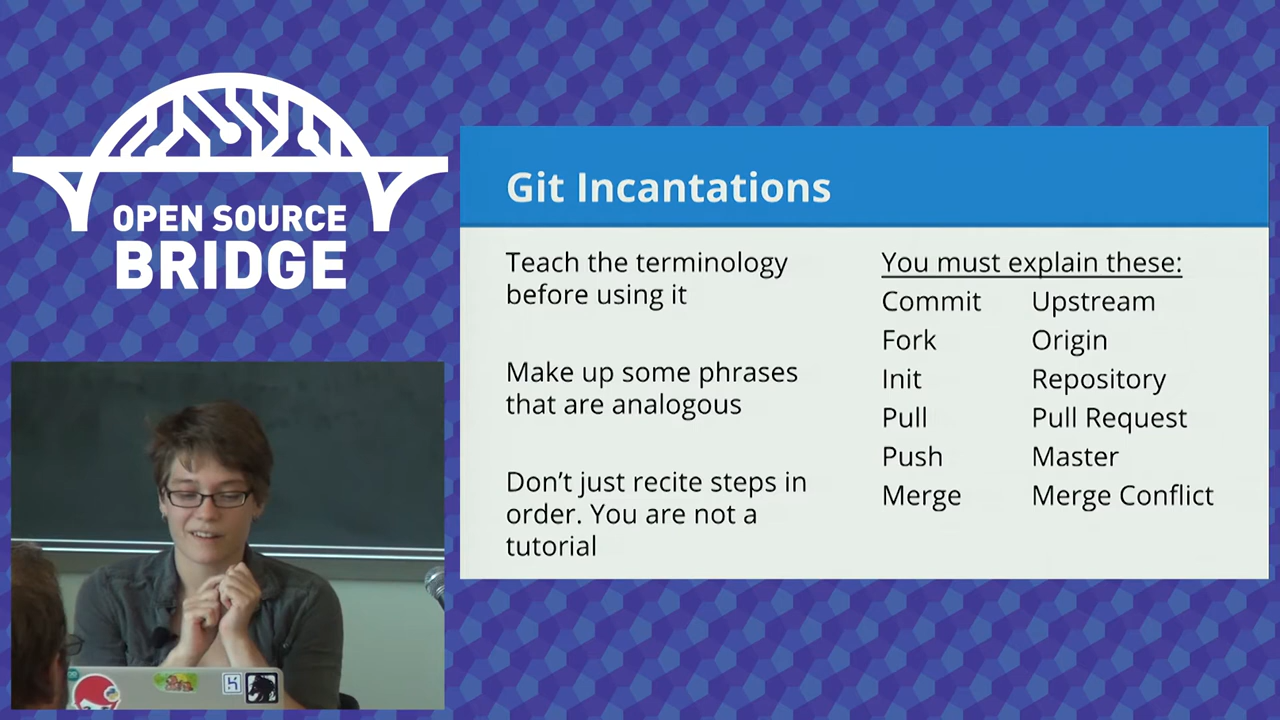 OPEN SOURCE
BRIDGE
Git Incantations
Teach the terminology
before using it
Make up some phrases
that are analogous
Don't just recite steps in
order. You are not a
tutorial
You must explain these:
Commit Upstream
Fork Origin
Init Repository
Pull Pull Request
Push Master
Merge Merge Conflict